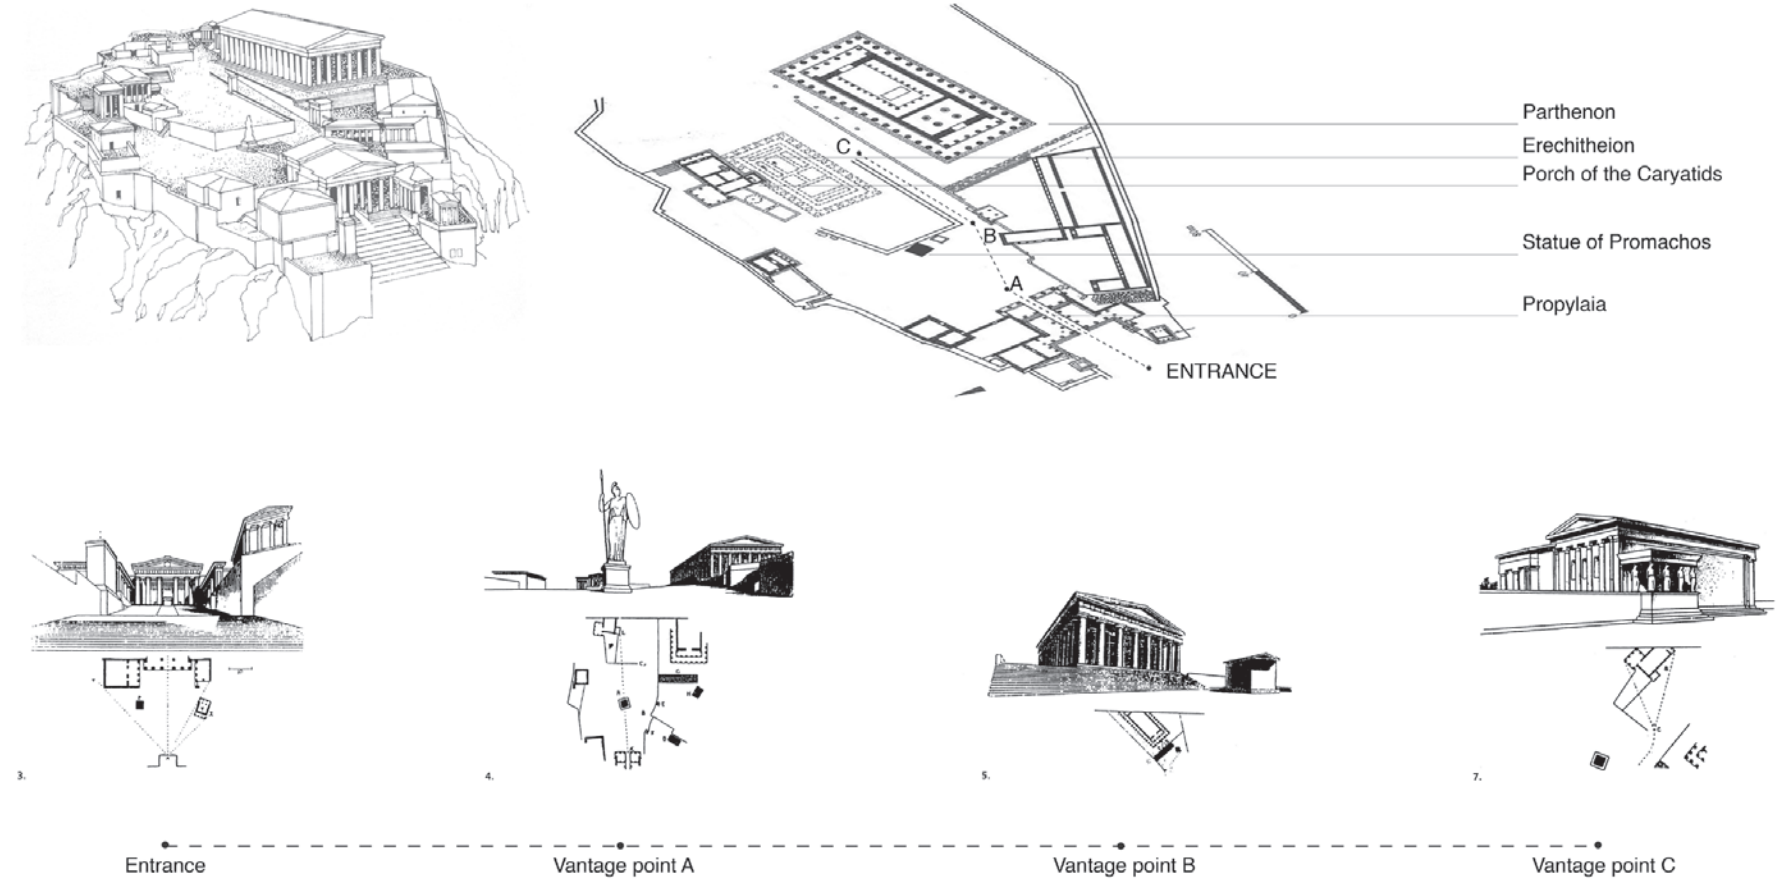 Parthenon
Erechitheion
Porch of the Caryatids
Statue of Promachos
Propylaia
C
B
A
ENTRANCE
3.
4.
5.
7.
Entrance
Vantage point A
Vantage point B
Vantage point C